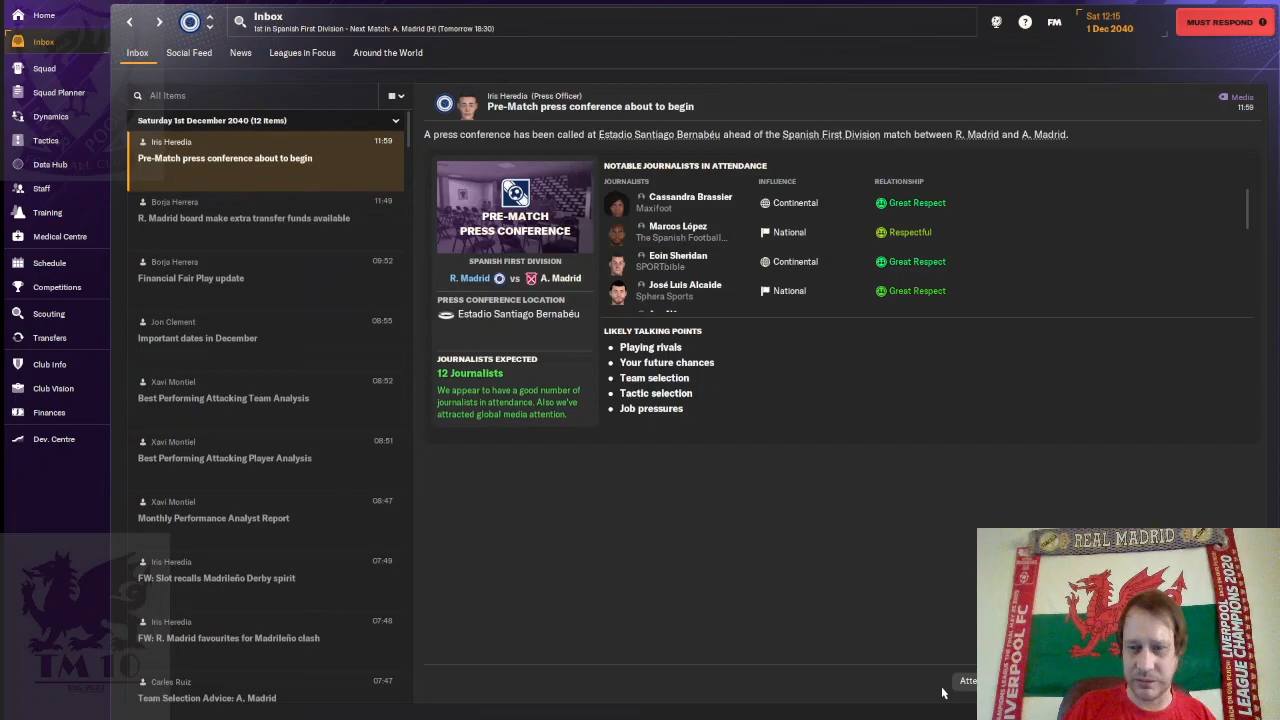 Home
Inbox
Squad
Squad Planner
Dynamics
Tactics
Data Hub
Staff
Training
Medical Centre
Schedule
Competitions
Scouting
Transfers
Club Info
Club Vision
Finances
Dev. Centre
TM 10
Inbox
1st in Spanish First Division - Next Match: A. Madrid (H) (Tomorrow 18:30)
FM
Sat 12:15
1 Dec 2040
MUST RESPOND
Inbox Social Feed News Leagues in Focus Around the World
All Items
Saturday 1st December 2040 (12 Items)
Iris Heredia 11:59
Pre-Match press conference about to begin
Borja Herrera 11:49
R. Madrid board make extra transfer funds available
Borja Herrera 09:52
Financial Fair Play update
Jon Clement 08:55
Important dates in December
Xavi Montiel 08:52
Best Performing Attacking Team Analysis
Xavi Montiel 08:51
Best Performing Attacking Player Analysis
Xavi Montiel 08:47
Monthly Performance Analyst Report
Iris Heredia 07:49
FW: Slot recalls Madrileño Derby spirit
Iris Heredia 07:48
FW: R. Madrid favourites for Madrileño clash
Carles Ruiz 07:47
Team Selection Advice: A. Madrid
Iris Heredia (Press Officer)
Pre-Match press conference about to begin
Media
11:59
A press conference has been called at Estadio Santiago Bernabéu ahead of the Spanish First Division match between R. Madrid and A. Madrid.
PRE-MATCH
PRESS CONFERENCE
SPANISH FIRST DIVISION
R. Madrid vs A. Madrid
PRESS CONFERENCE LOCATION
Estadio Santiago Bernabéu
JOURNALISTS EXPECTED
12 Journalists
We appear to have a good number of
journalists in attendance. Also we've
attracted global media attention.
NOTABLE JOURNALISTS IN ATTENDANCE
JOURNALISTS INFLUENCE RELATIONSHIP
Cassandra Brassier
Maxifoot
Continental Great Respect
Marcos López
The Spanish Football...
National Respectful
Eoin Sheridan
SPORTbible
Continental Great Respect
José Luis Alcaide
Sphera Sports
National Great Respect
LIKELY TALKING POINTS
Playing rivals
Your future chances
Team selection
Tactic selection
Job pressures
Atte
REAL MADRID
LIVERPOOL FC
LIVERPOOL
LEAGUE CHAMPIONS 2020